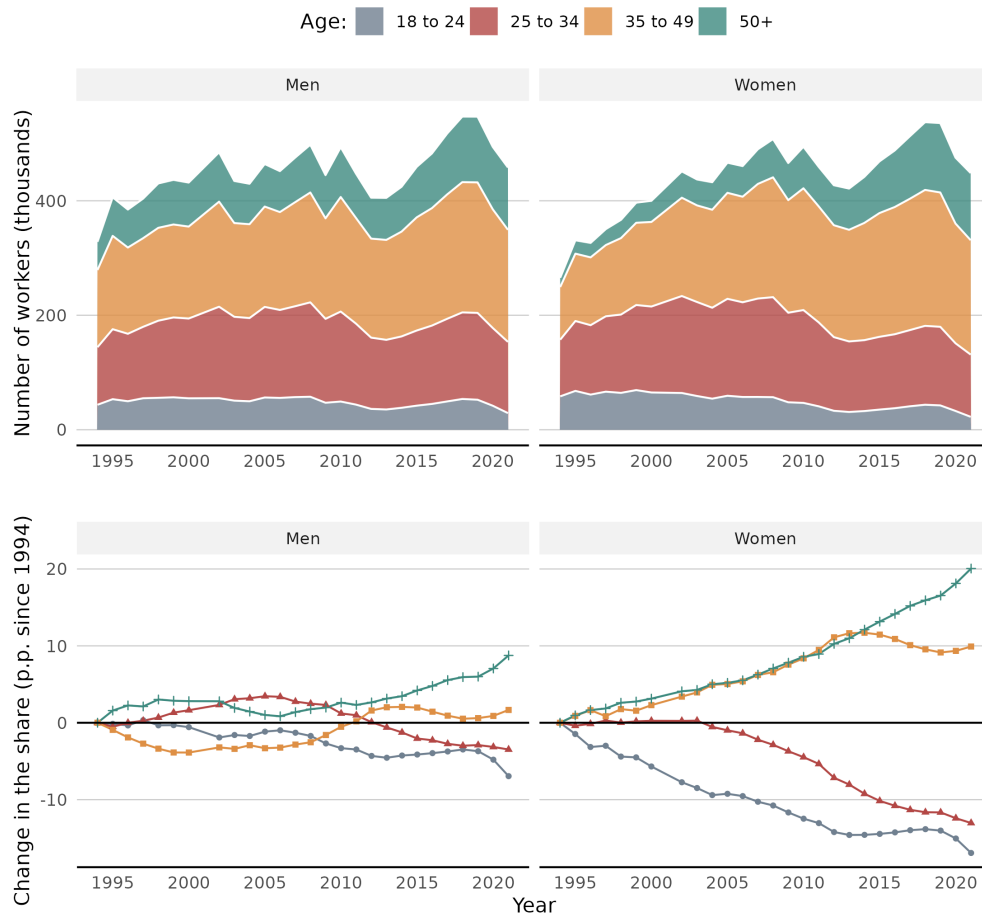 Age: 18 to 24 25 to 34 35 to 49 50+
Men Women
Number of workers (thousands)
400
200
0
1995 2000 2005 2010 2015 2020 1995 2000 2005 2010 2015 2020
Men Women
Change in the share (p.p. since 1994)
20
10
0
-10
1995 2000 2005 2010 2015 2020 1995 2000 2005 2010 2015 2020
Year